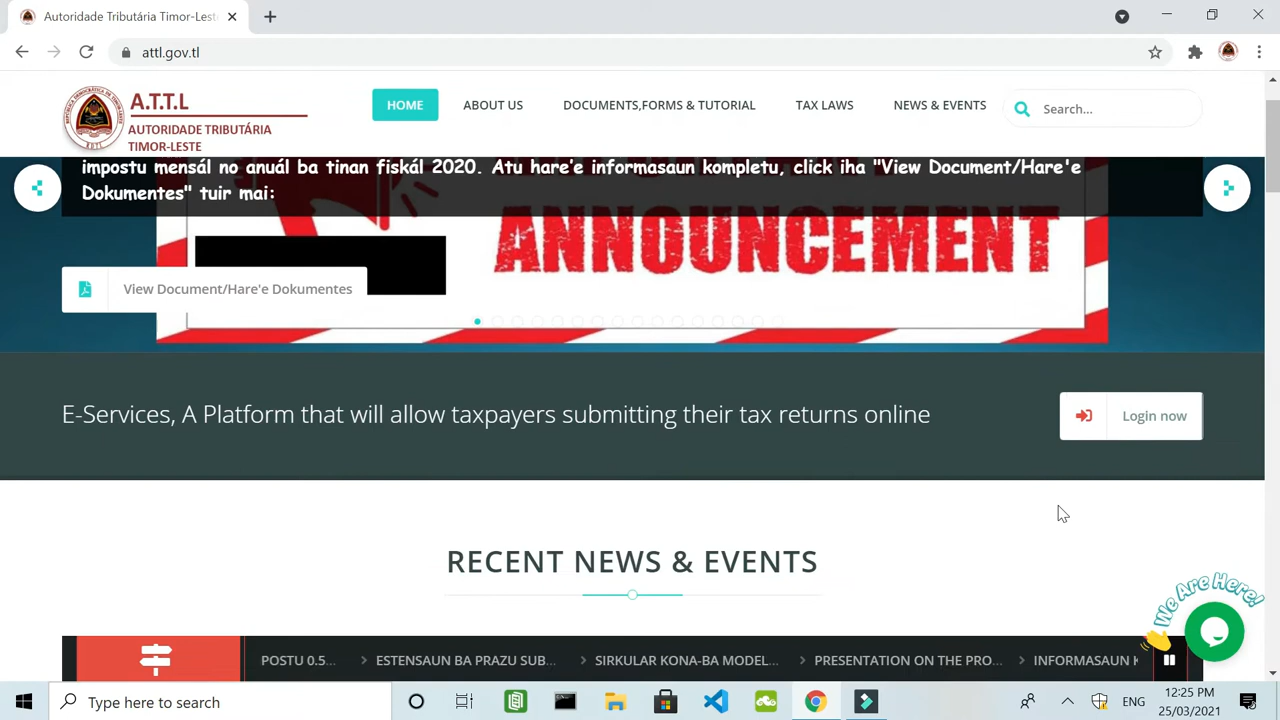 Autoridade Tributária Timor-Lest
attl.gov.tl
A.T.T.L
AUTORIDADE TRIBUTÁRIA
TIMOR-LESTE
HOME
ABOUT US
DOCUMENTS,FORMS & TUTORIAL
TAX LAWS
NEWS & EVENTS
Search...
impostu mensál no anuál ba tinan fiskál 2020. Atu hare'e informasaun kompletu, click iha "View Document/Hare'e
Dokumentes" tuir mai:
ANNOUNCEMENT
View Document/Hare'e Dokumentes
E-Services, A Platform that will allow taxpayers submitting their tax returns online
Login now
RECENT NEWS & EVENTS
We Are Here!
POSTU 0.5...
ESTENSAUN BA PRAZU SUB...
SIRKULAR KONA-BA MODEL...
PRESENTATION ON THE PRO...
INFORMASAUN K
Type here to search
ENG
12:25 PM
25/03/2021